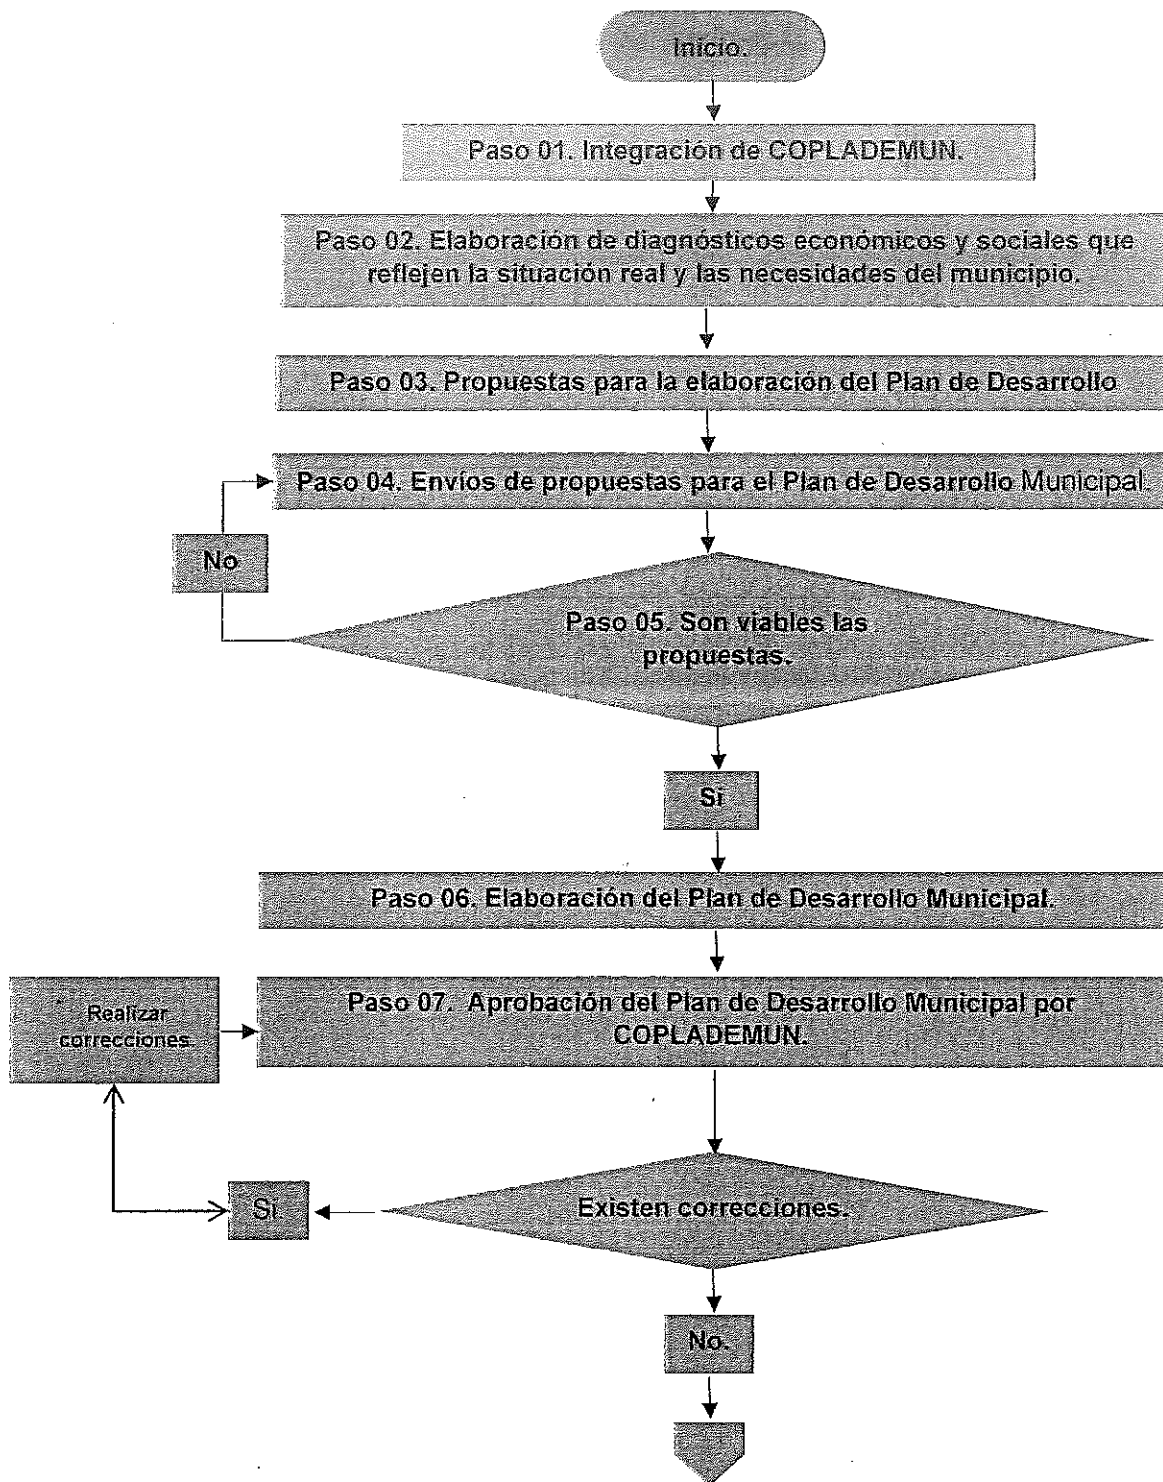 Inicio.
Paso 01. Integración de COPLADEMUN.
Paso 02. Elaboración de diagnósticos económicos y sociales que
reflejen la situación real y las necesidades del municipio.
Paso 03. Propuestas para la elaboración del Plan de Desarrollo
Paso 04. Envíos de propuestas para el Plan de Desarrollo Municipal.
No
Paso 05. Son viables las
propuestas.
Si
Paso 06. Elaboración del Plan de Desarrollo Municipal.
Realizar
correcciones
Paso 07. Aprobación del Plan de Desarrollo Municipal por
COPLADEMUN.
Si
Existen correcciones.
No.